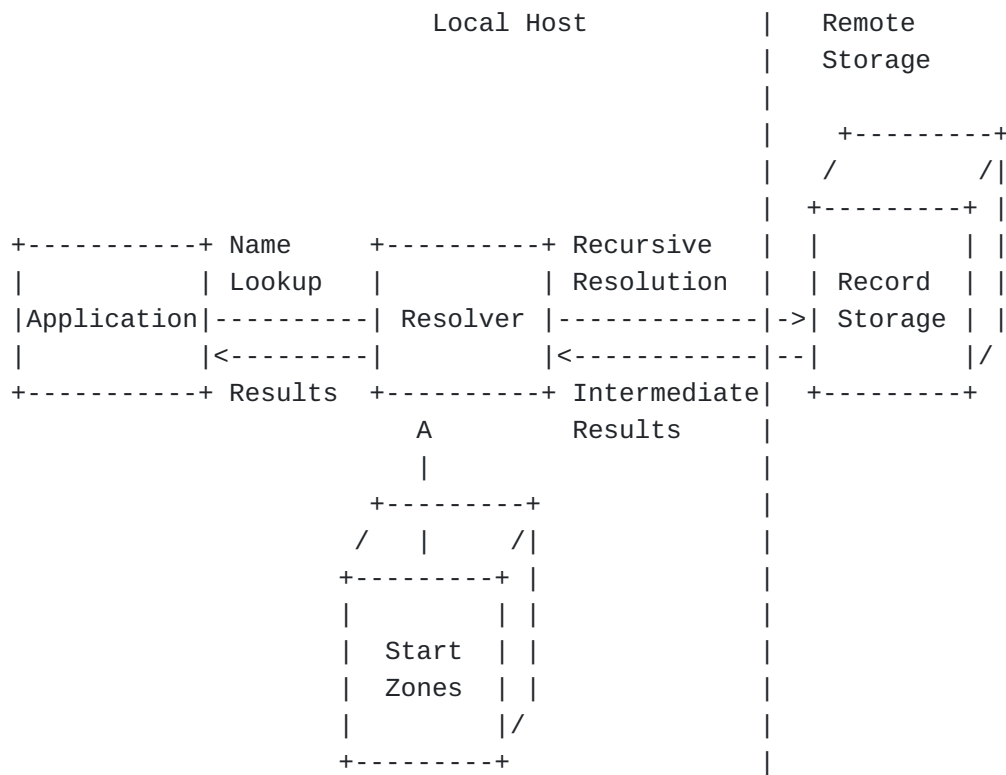 Local Host | Remote
| Storage
|
| +---------+
| / /|
| +---------+ |
+-----------+ Name +----------+ Recursive | | | |
| | Lookup | | Resolution | | Record | |
|Application|----------| Resolver |-------------|->| Storage | |
| |<---------| |<------------|--| |/
+-----------+ Results +----------+ Intermediate| +---------+
A Results |
| |
+---------+ |
/ | /| |
+---------+ | |
| | | |
| Start | | |
| Zones | | |
| |/ |
+---------+ |